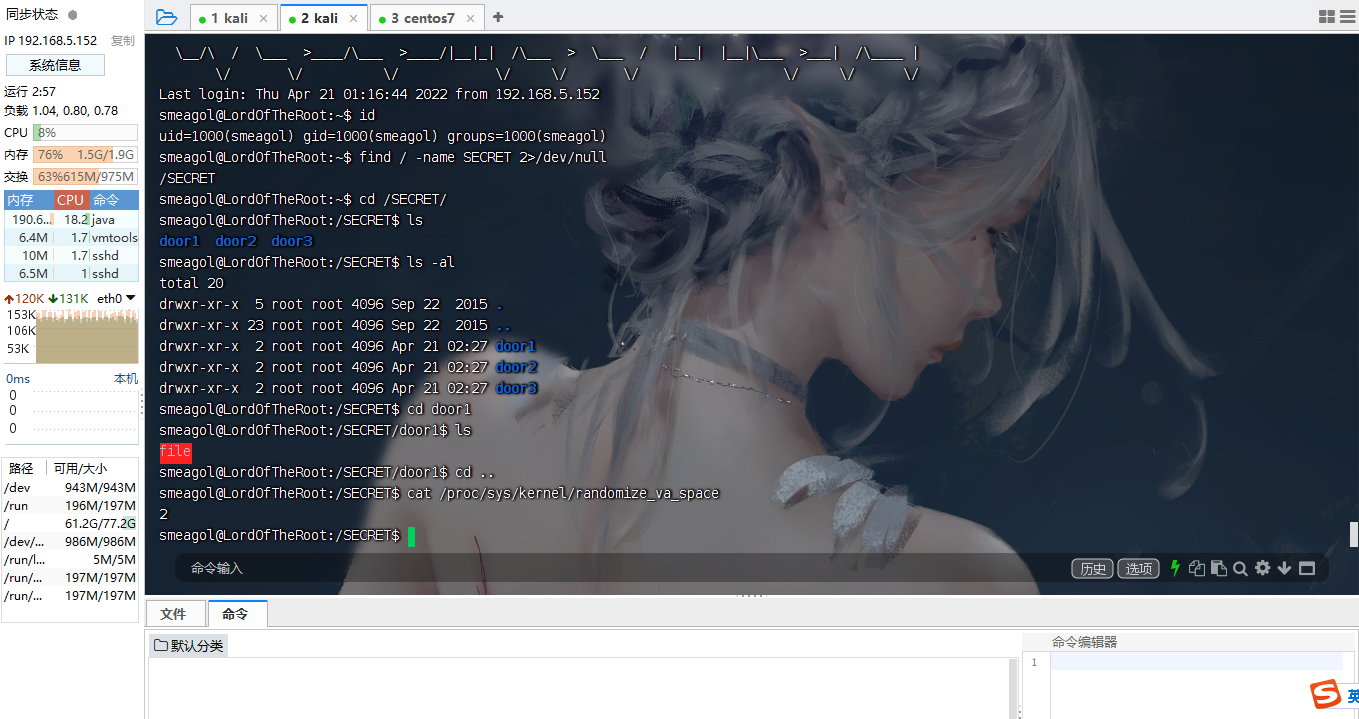 同步状态
IP 192.168.5.152 复制
系统信息
运行 2:57
负载 1.04, 0.80, 0.78
CPU 8%
内存 76% 1.5G/1.9G
交换 63% 615M/975M
内存 CPU 命令
190.6... 18.2 java
6.4M 1.7 vmtools
10M 1.7 sshd
6.5M 1 sshd
120K 131K eth0
153K
106K
53K
0ms 本机
0
0
0
路径 可用/大小
/dev 943M/943M
/run 196M/197M
/ 61.2G/77.2G
/dev/... 986M/986M
/run/l... 5M/5M
/run/... 197M/197M
/run/... 197M/197M
1 kali
2 kali
3 centos7
Last login: Thu Apr 21 01:16:44 2022 from 192.168.5.152
smeagol@LordOfTheRoot:~$ id
uid=1000(smeagol) gid=1000(smeagol) groups=1000(smeagol)
smeagol@LordOfTheRoot:~$ find / -name SECRET 2>/dev/null
/SECRET
smeagol@LordOfTheRoot:~$ cd /SECRET/
smeagol@LordOfTheRoot:/SECRET$ ls
door1 door2 door3
smeagol@LordOfTheRoot:/SECRET$ ls -al
total 20
drwxr-xr-x 5 root root 4096 Sep 22 2015 .
drwxr-xr-x 23 root root 4096 Sep 22 2015 ..
drwxr-xr-x 2 root root 4096 Apr 21 02:27 door1
drwxr-xr-x 2 root root 4096 Apr 21 02:27 door2
drwxr-xr-x 2 root root 4096 Apr 21 02:27 door3
smeagol@LordOfTheRoot:/SECRET$ cd door1
smeagol@LordOfTheRoot:/SECRET/door1$ ls
file
smeagol@LordOfTheRoot:/SECRET/door1$ cd ..
smeagol@LordOfTheRoot:/SECRET$ cat /proc/sys/kernel/randomize_va_space
2
smeagol@LordOfTheRoot:/SECRET$
命令输入 历史 选项
文件 命令
默认分类
命令编辑器
1
英